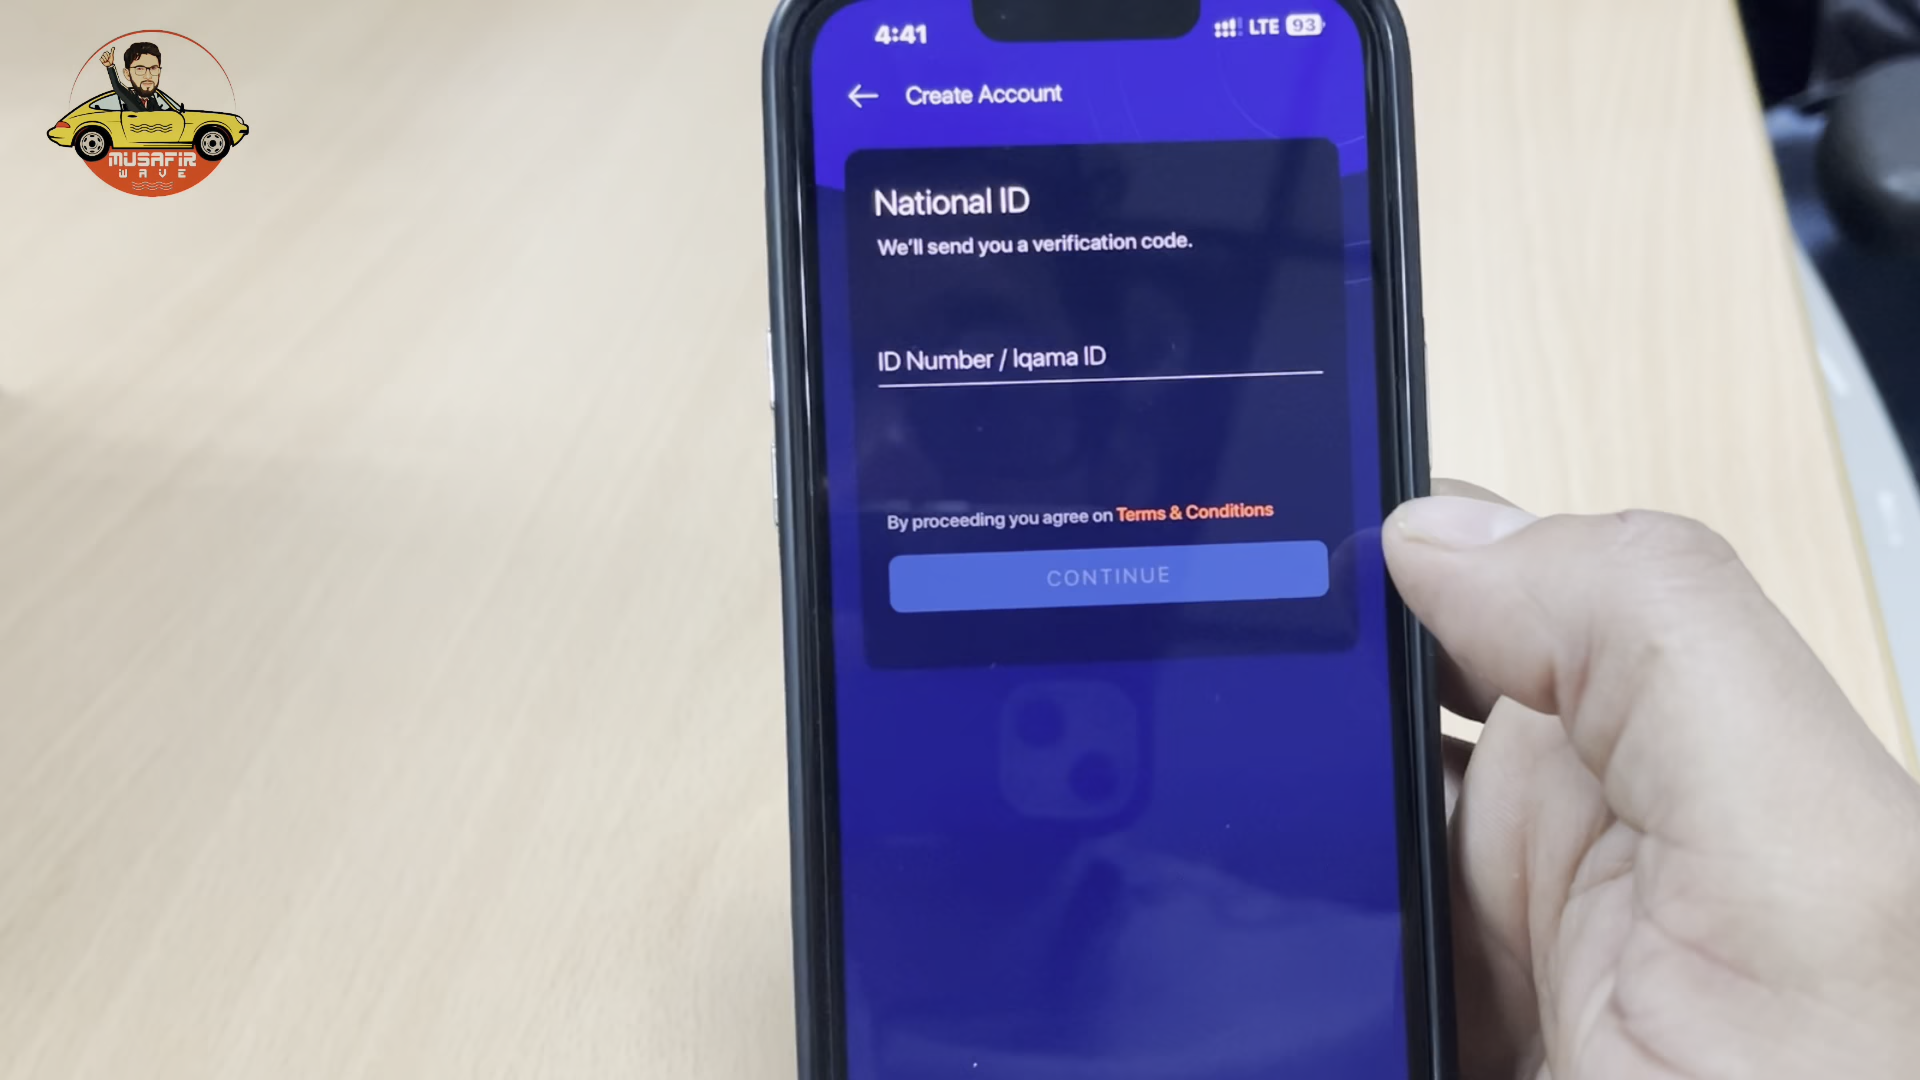 MUSAFIR
WAVE
4:41
LTE 93
Create Account
National ID
We'll send you a verification code.
ID Number / Iqama ID
By proceeding you agree on Terms & Conditions
CONTINUE